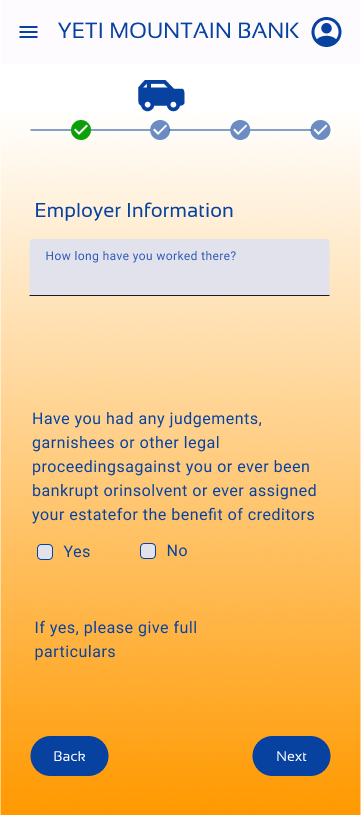 YETI MOUNTAIN BANK
Employer Information
How long have you worked there?
Have you had any judgements,
garnishees or other legal
proceedingsagainst you or ever been
bankrupt orinsolvent or ever assigned
your estatefor the benefit of creditors
Yes No
If yes, please give full
particulars
Back Next